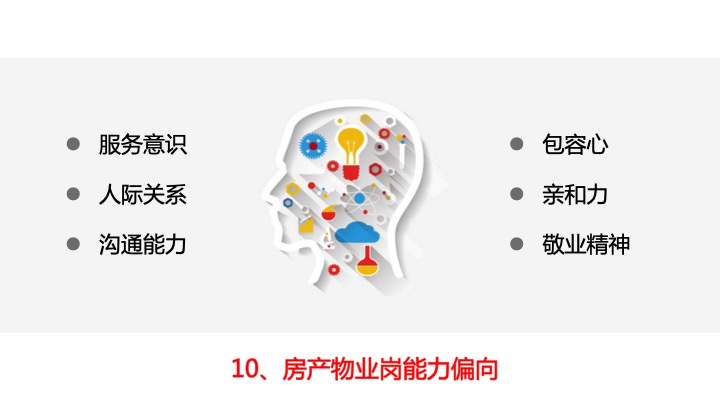 服务意识
人际关系
沟通能力
包容心
亲和力
敬业精神
10、房产物业岗能力偏向